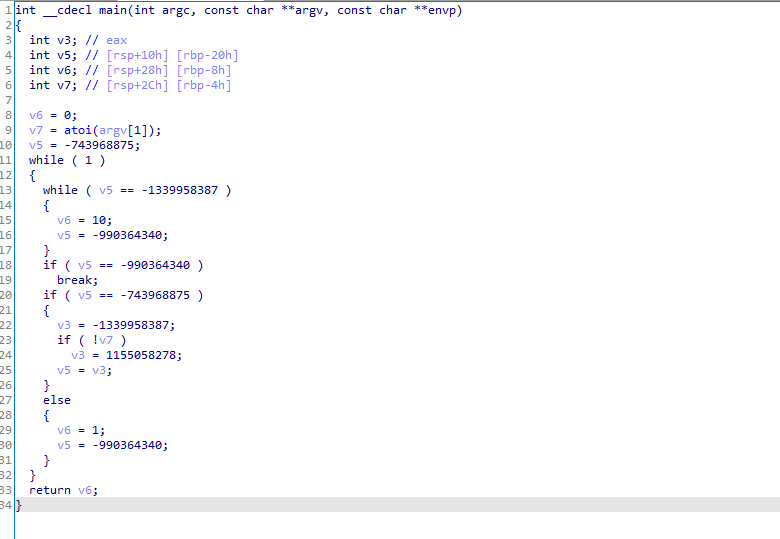 1 int __cdecl main(int argc, const char **argv, const char **envp)
2 {
3   int v3; // eax
4   int v5; // [rsp+10h] [rbp-20h]
5   int v6; // [rsp+28h] [rbp-8h]
6   int v7; // [rsp+2Ch] [rbp-4h]
7
8   v6 = 0;
9   v7 = atoi(argv[1]);
10   v5 = -743968875;
11   while ( 1 )
12   {
13     while ( v5 == -1339958387 )
14     {
15       v6 = 10;
16       v5 = -990364340;
17     }
18     if ( v5 == -990364340 )
19       break;
20     if ( v5 == -743968875 )
21     {
22       v3 = -1339958387;
23       if ( !v7 )
24         v3 = 1155058278;
25       v5 = v3;
26     }
27     else
28     {
29       v6 = 1;
30       v5 = -990364340;
31     }
32   }
33   return v6;
34 }